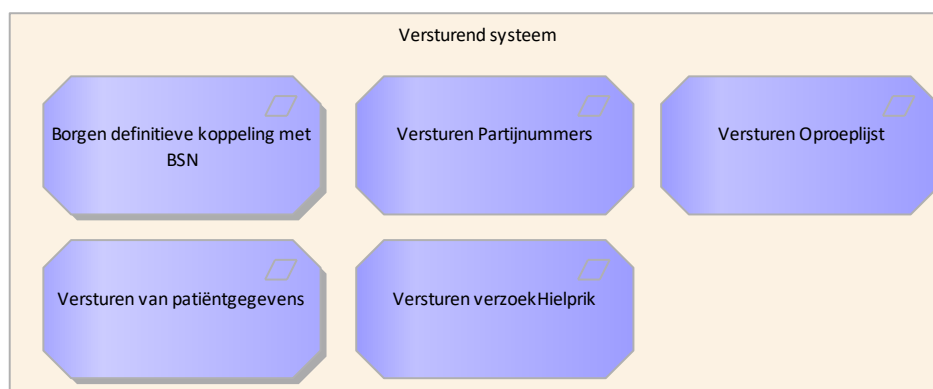 Versturend systeem
Borgen definitieve koppeling met
BSN
Versturen Partijnummers
Versturen Oproeplijst
Versturen van patiëntgegevens
Versturen verzoekHielprik